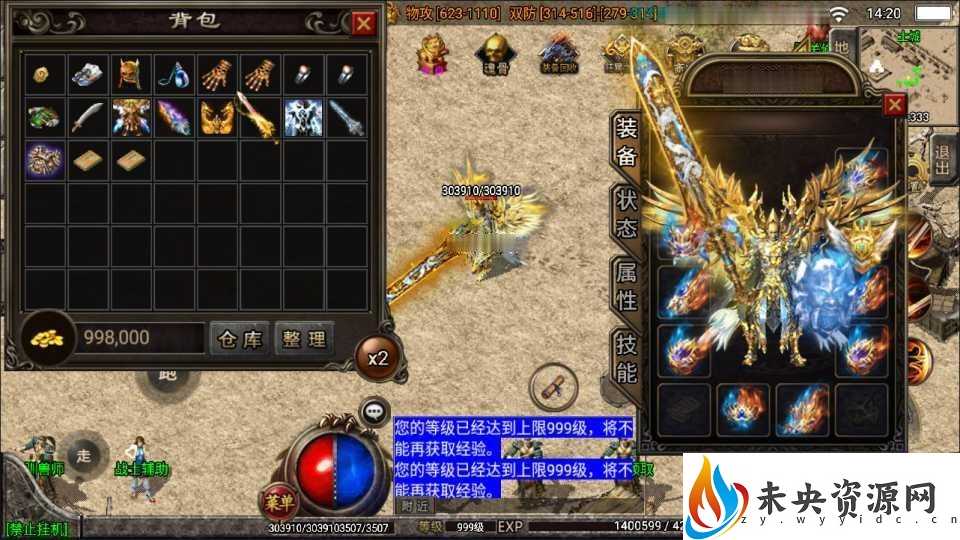 背包
物攻 [623-1110] 双防 [314-516]-[279-31
14:20
土城
地
魂骨
装备回收
333
退出
装备
状态
属性
技能
303910/303910
998,000
仓库
整理
x2
跑
走
战士辅助
您的等级已经达到上限999级，将不
能再获取经验。
您的等级已经达到上限999级，将不
能再获取经验。
附近
菜单
[禁止挂机]
303910/3039103507/3507
等级
999级
EXP
1400599 / 42
未央资源网
zy.wyyidc.cn